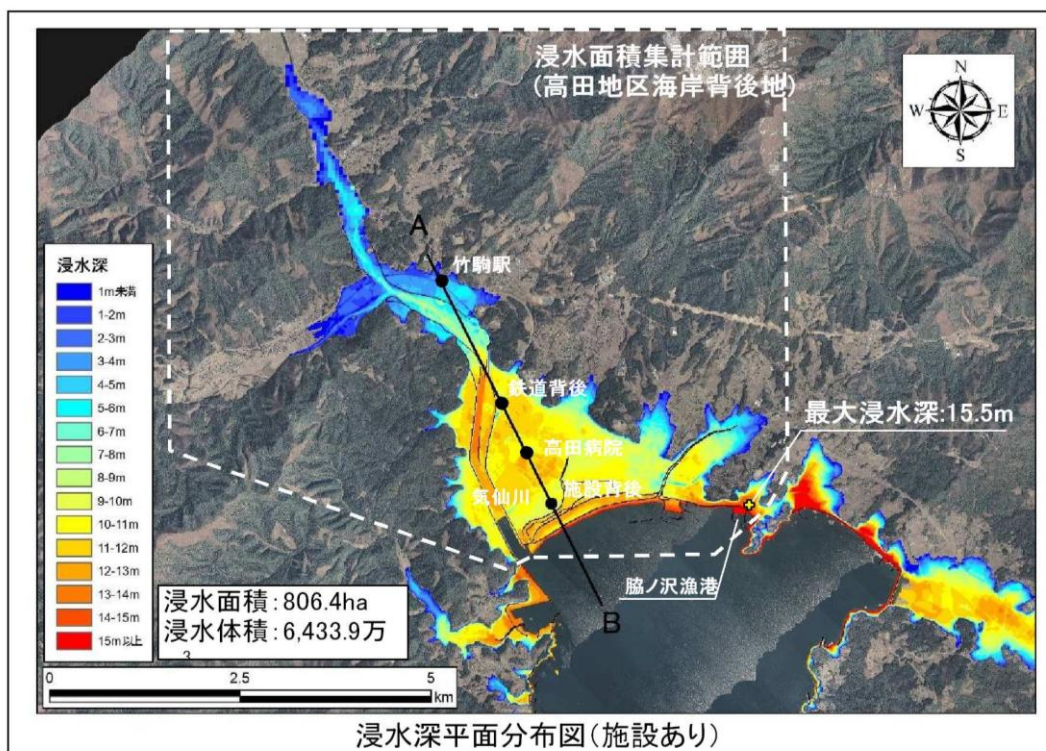 浸水面積集計範囲
(高田地区海岸背後地)
N
W
E
S
A
竹駒駅
浸水深
1m未満
1-2m
2-3m
3-4m
4-5m
5-6m
6-7m
7-8m
8-9m
9-10m
10-11m
11-12m
12-13m
13-14m
14-15m
15m以上
鉄道背後
最大浸水深:15.5m
高田病院
気仙川
施設背後
脇ノ沢漁港
B
浸水面積:806.4ha
浸水体積:6,433.9万
3
0
2.5
5
km
浸水深平面分布図(施設あり)